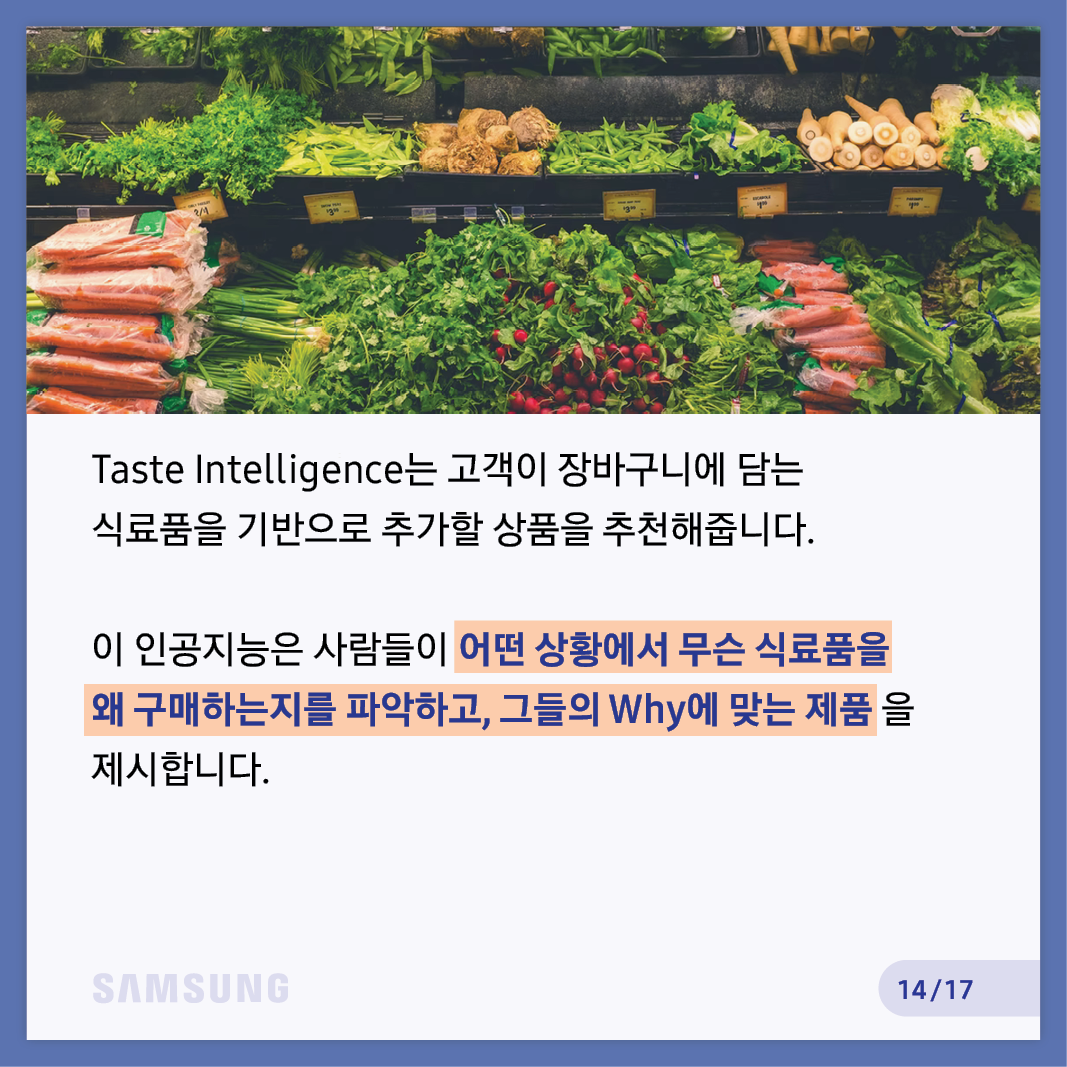 Taste Intelligence는 고객이 장바구니에 담는
식료품을 기반으로 추가할 상품을 추천해줍니다.
이 인공지능은 사람들이 어떤 상황에서 무슨 식료품을
왜 구매하는지를 파악하고, 그들의 Why에 맞는 제품을
제시합니다.
SAMSUNG
14/17